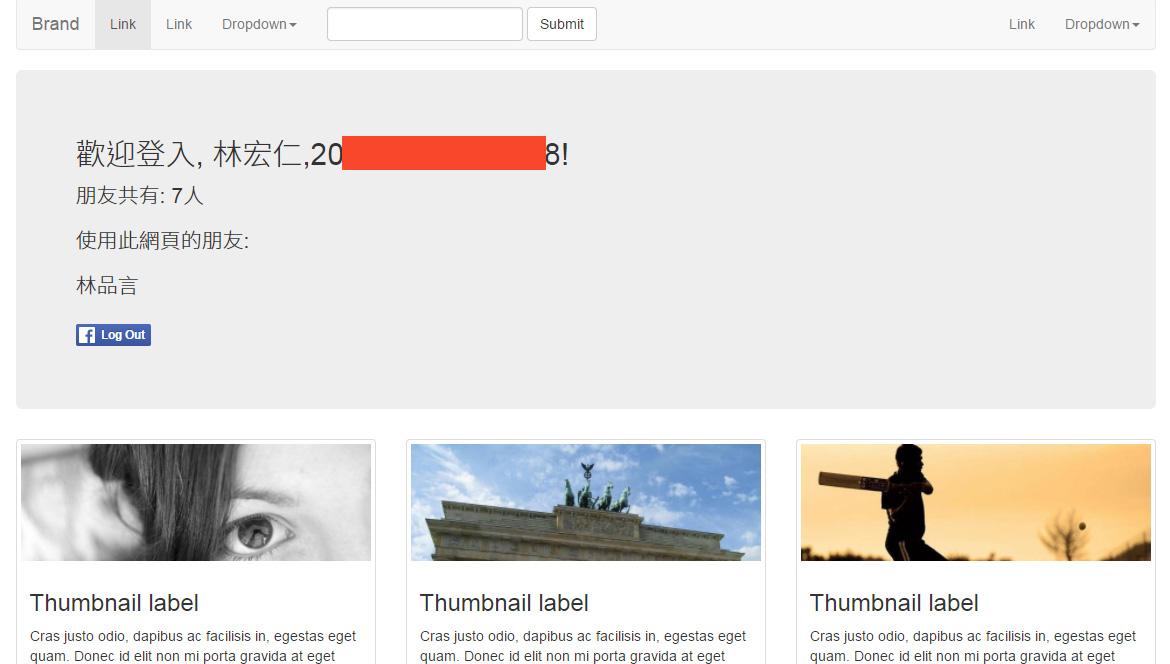 Brand Link Link Dropdown Submit Link Dropdown
歡迎登入, 林宏仁,20 8!
朋友共有: 7人
使用此網頁的朋友:
林品言
Log Out
Thumbnail label
Cras justo odio, dapibus ac facilisis in, egestas eget
quam. Donec id elit non mi porta gravida at eget
Thumbnail label
Cras justo odio, dapibus ac facilisis in, egestas eget
quam. Donec id elit non mi porta gravida at eget
Thumbnail label
Cras justo odio, dapibus ac facilisis in, egestas eget
quam. Donec id elit non mi porta gravida at eget